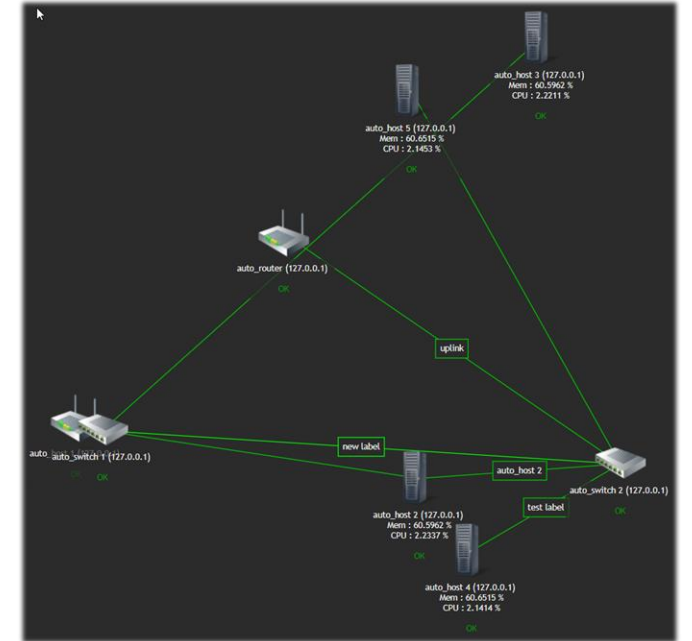 auto_host 3 (127.0.0.1)
Mem : 60.5962 %
CPU : 2.2211 %
OK
auto_host 5 (127.0.0.1)
Mem : 60.6515 %
CPU : 2.1453 %
OK
auto_router (127.0.0.1)
OK
uplink
new label
auto_switch 1 (127.0.0.1)
OK
auto_host 2
auto_switch 2 (127.0.0.1)
OK
test label
auto_host 2 (127.0.0.1)
Mem : 60.5962 %
CPU : 2.2337 %
OK
auto_host 4 (127.0.0.1)
Mem : 60.6515 %
CPU : 2.1414 %
OK